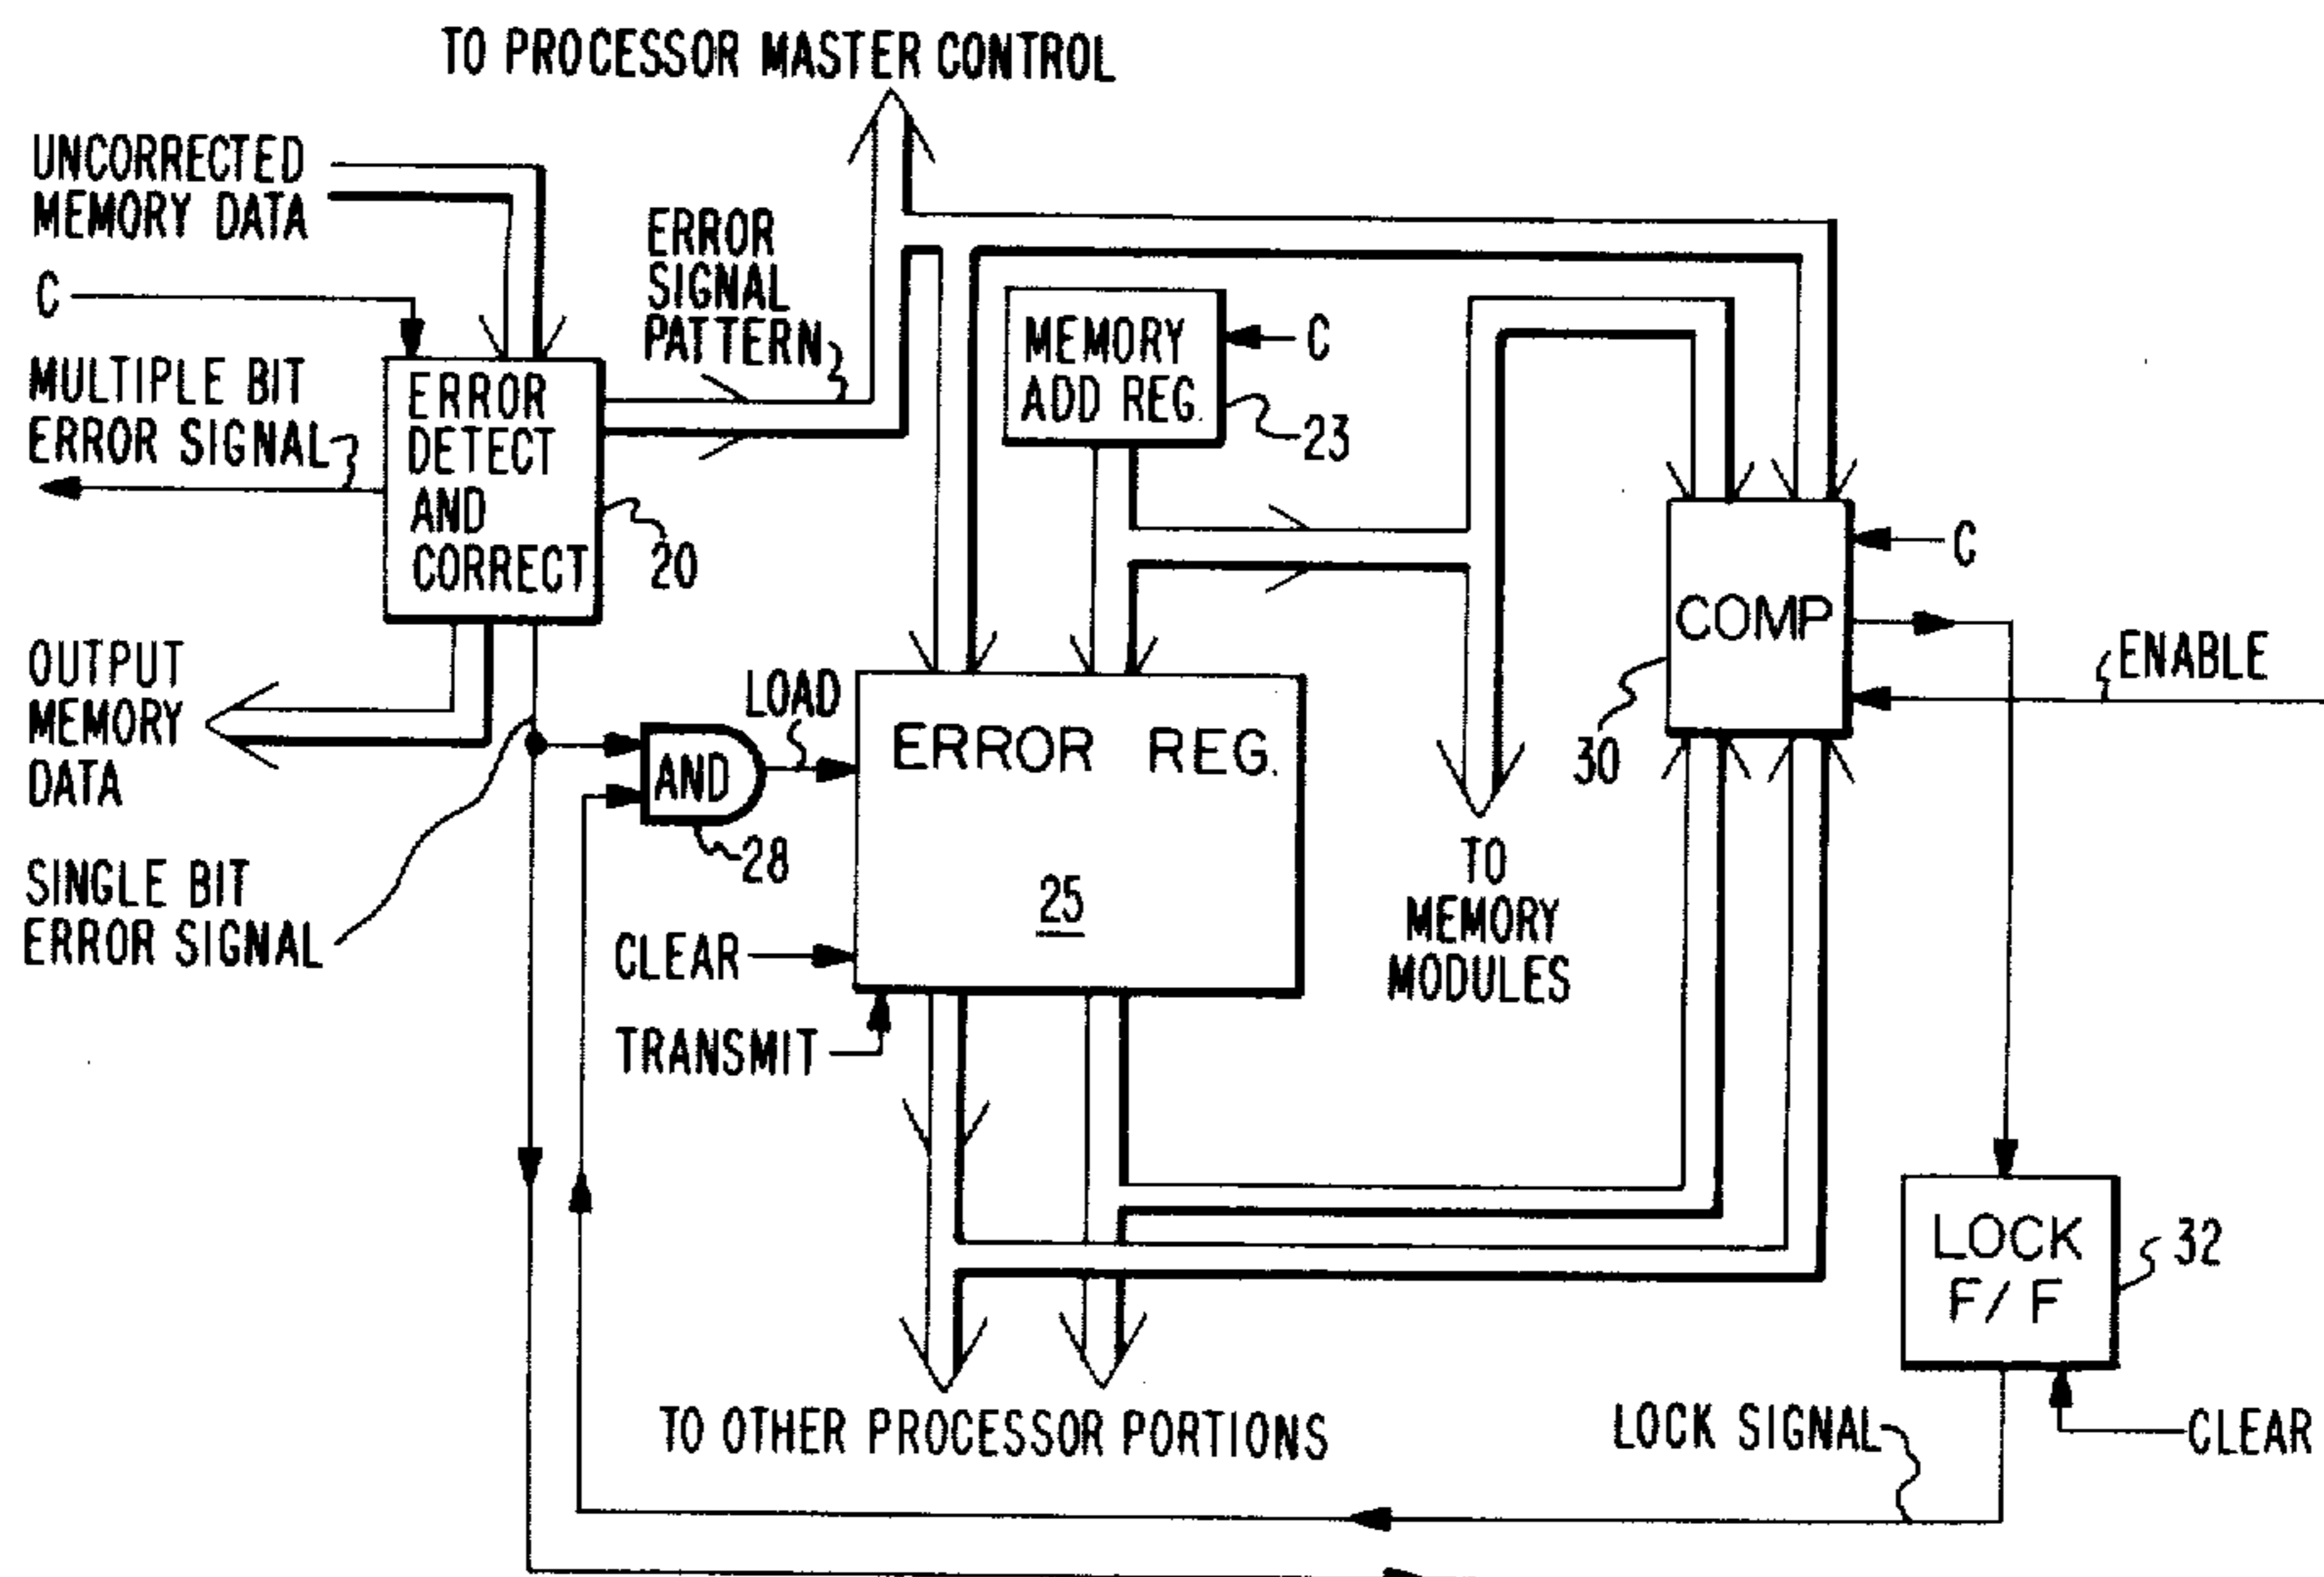 TO PROCESSOR MASTER CONTROL
UNCORRECTED
MEMORY DATA
C
MULTIPLE BIT
ERROR SIGNAL
ERROR
SIGNAL
PATTERN
ERROR
DETECT
AND
CORRECT
20
MEMORY
ADD REG.
C
23
COMP
C
30
ENABLE
OUTPUT
MEMORY
DATA
SINGLE BIT
ERROR SIGNAL
AND
28
LOAD
ERROR REG.
25
CLEAR
TRANSMIT
TO
MEMORY
MODULES
LOCK
F/F
32
CLEAR
LOCK SIGNAL
TO OTHER PROCESSOR PORTIONS